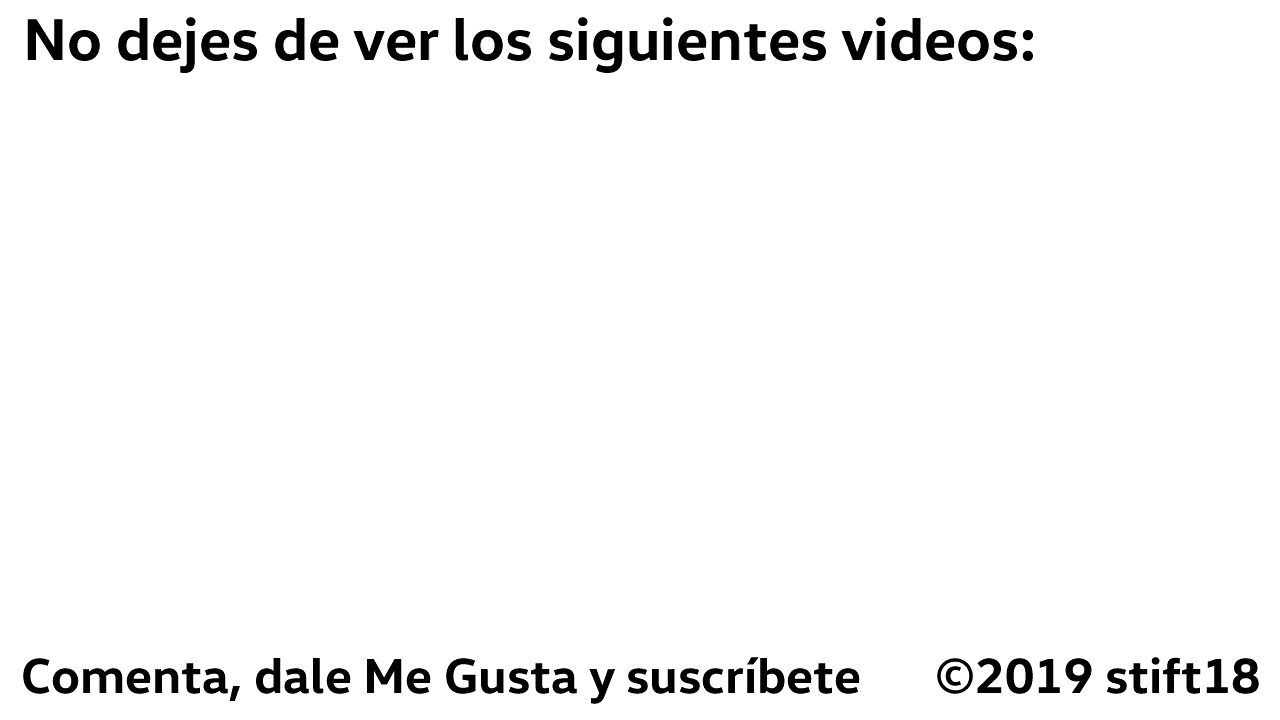 No dejes de ver los siguientes videos:
Comenta, dale Me Gusta y suscríbete
©2019 stift18